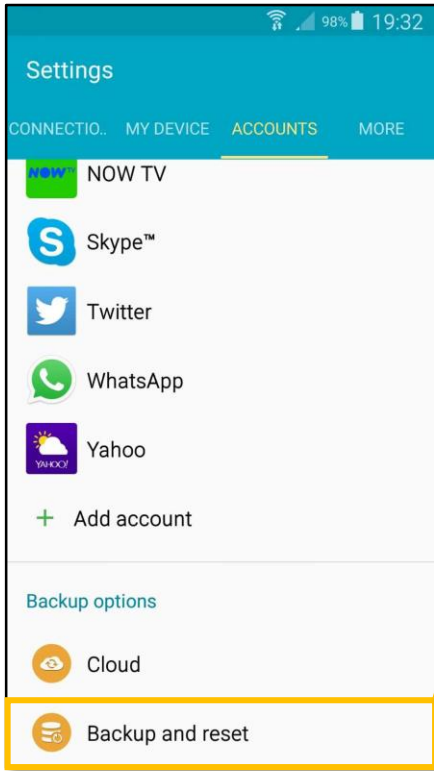 98% 19:32
Settings
CONNECTIO.. MY DEVICE ACCOUNTS MORE
NOW TV NOW TV
Skype™
Twitter
WhatsApp
YAHOO! Yahoo
+ Add account
Backup options
Cloud
Backup and reset